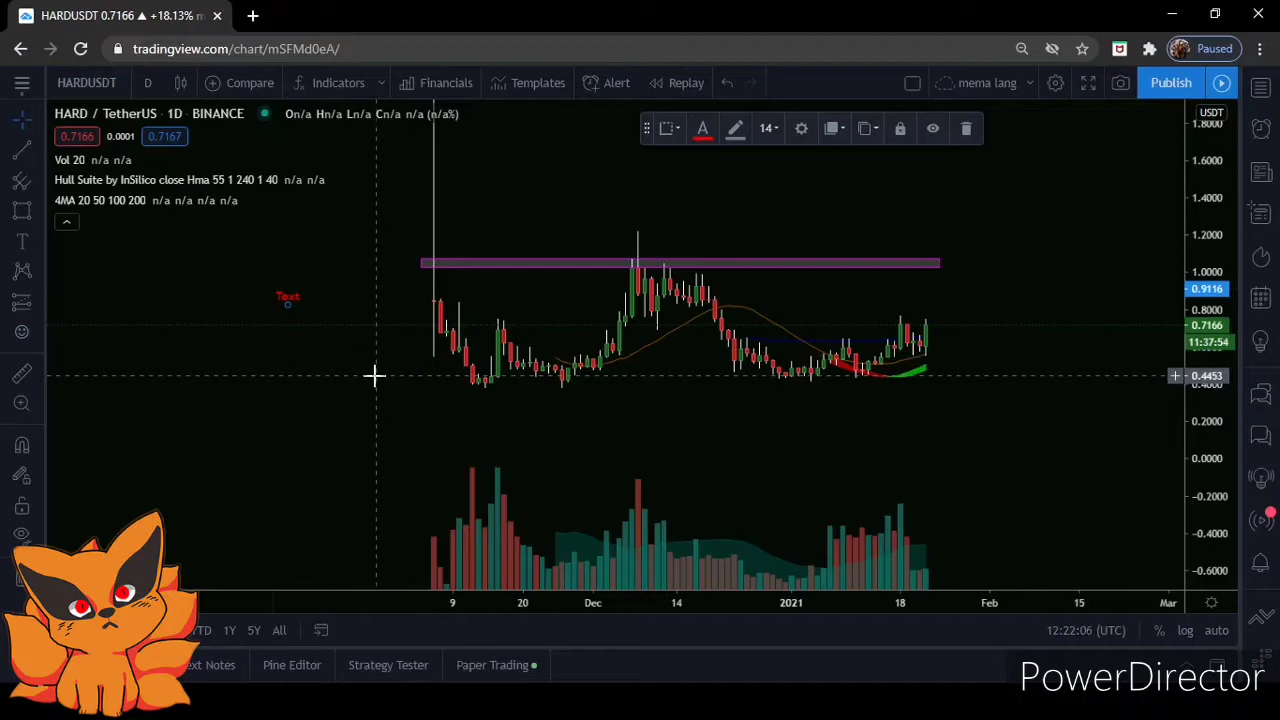 HARDUSDT 0.7166 ▲ +18.13%
tradingview.com/chart/mSFMd0eA/
Paused
HARDUSDT D Compare Indicators Financials Templates Alert Replay mema lang Publish
HARD / TetherUS · 1D · BINANCE On/a Hn/a Ln/a Cn/a n/a (n/a%)
USDT
0.7166 0.0001 0.7167
14
Vol 20 n/a n/a
Hull Suite by InSilico close Hma 55 1 240 1 40 n/a n/a
4MA 20 50 100 200 n/a n/a n/a n/a
Text
1.8000
1.6000
1.4000
1.2000
1.0000
0.9116
0.8000
0.7166
11:37:54
0.4453
0.4000
0.2000
0.0000
-0.2000
-0.4000
-0.6000
9 20 Dec 14 2021 18 Feb 15 Mar
1Y 5Y All 12:22:06 (UTC) % log auto
Notes Pine Editor Strategy Tester Paper Trading
PowerDirector